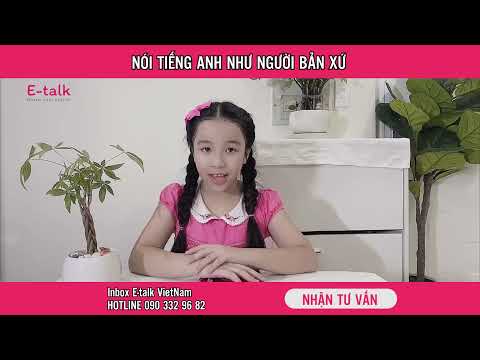 NÓI TIẾNG ANH NHƯ NGƯỜI BẢN XỨ
E-talk
Inbox E-talk VietNam
HOTLINE 090 332 96 82
NHẬN TƯ VẤN